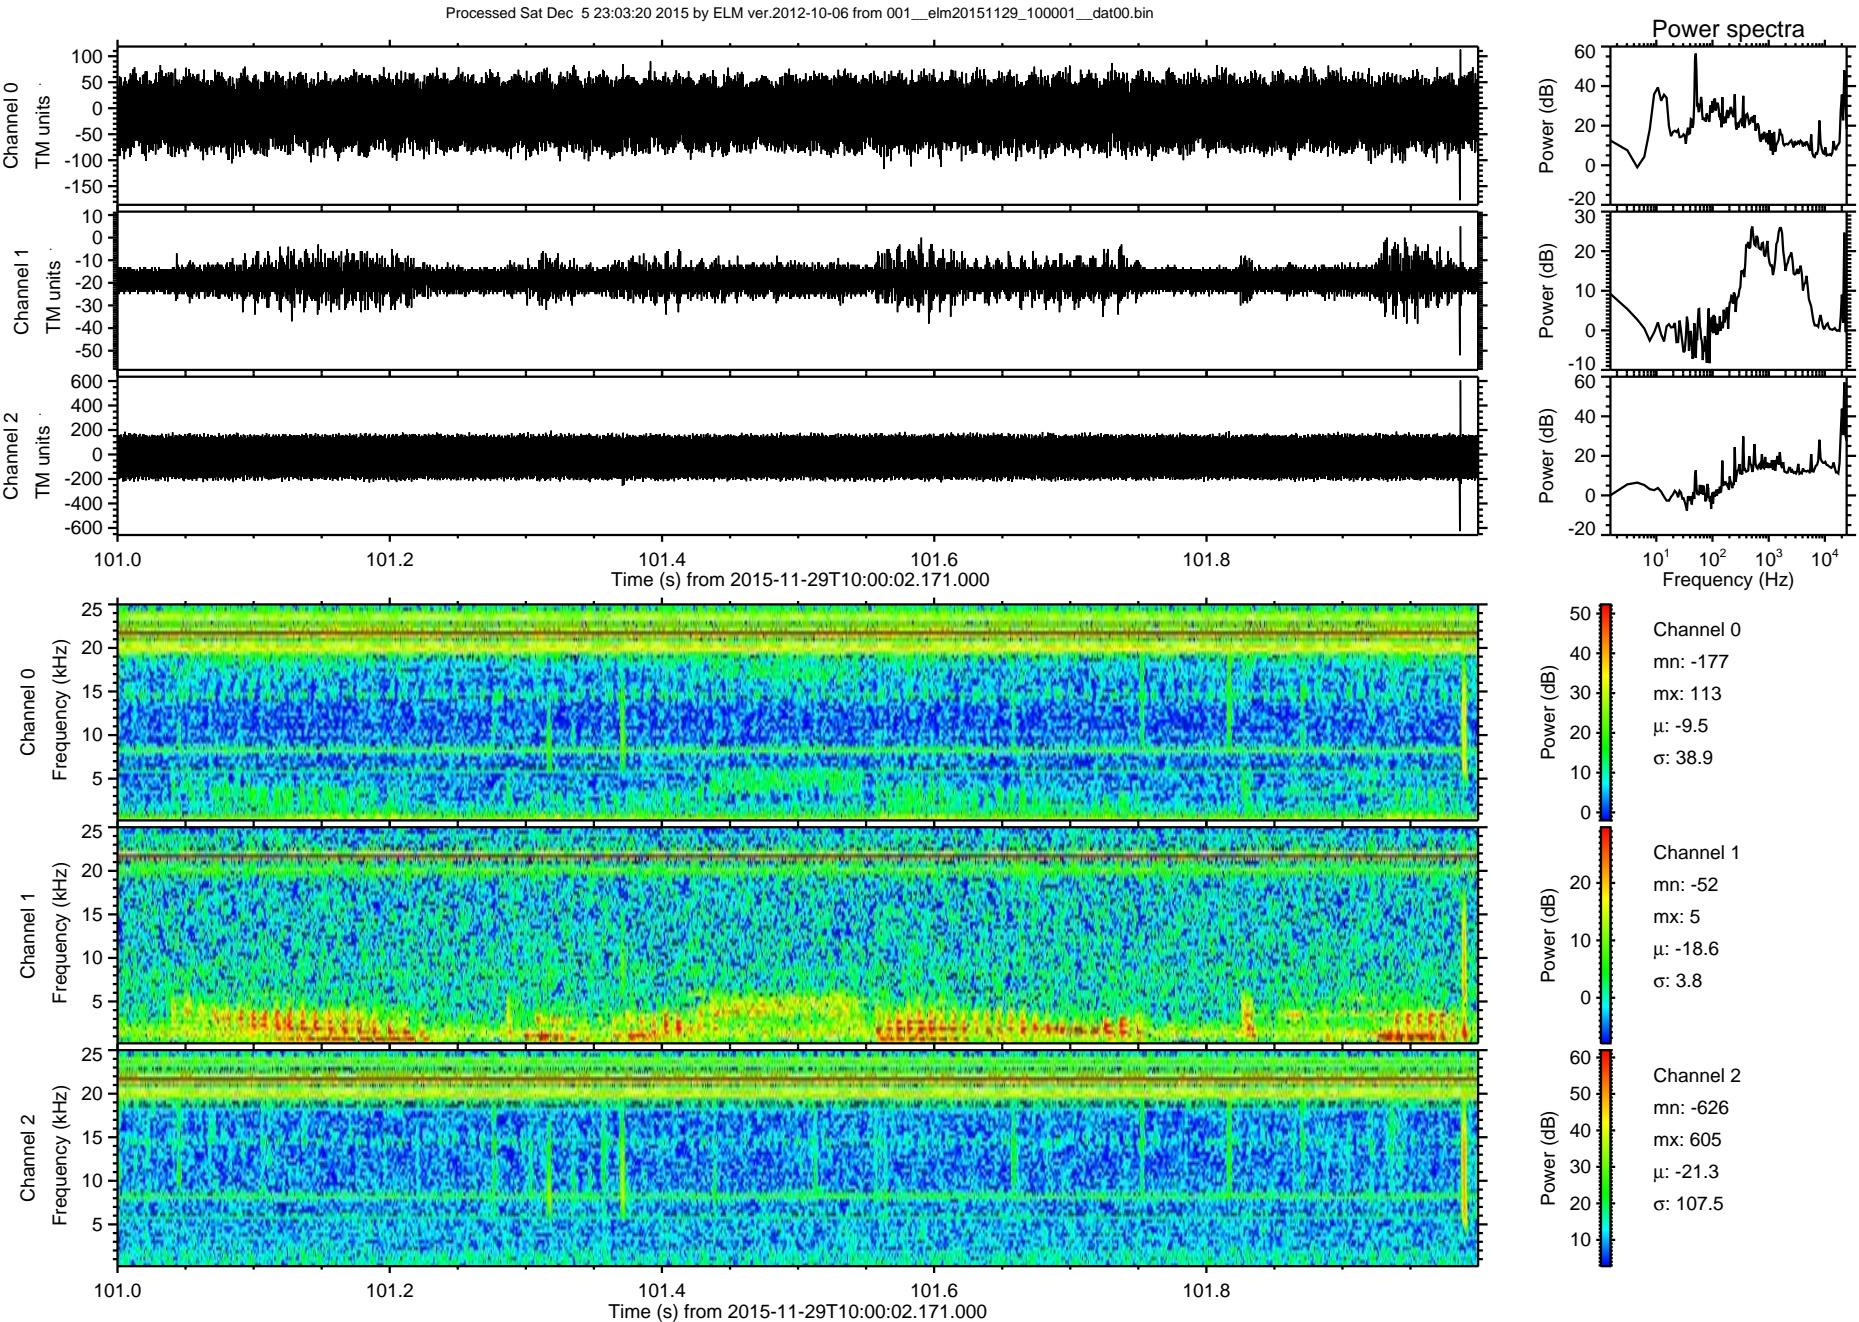 Processed Sat Dec  5 23:03:20 2015 by ELM ver.2012-10-06 from 001__elm20151129_100001__dat00.bin
Power spectra
Channel 0
TM units
100
50
0
-50
-100
-150
Power (dB)
60
40
20
0
-20
Channel 1
TM units
10
0
-10
-20
-30
-40
-50
Power (dB)
30
20
10
0
-10
Channel 2
TM units
600
400
200
0
-200
-400
-600
Power (dB)
60
40
20
0
-20
101.0 101.2 101.4 101.6 101.8
Time (s) from 2015-11-29T10:00:02.171.000
10¹ 10² 10³ 10⁴
Frequency (Hz)
Channel 0
Frequency (kHz)
25
20
15
10
5
Power (dB)
50
40
30
20
10
0
Channel 0
mn: -177
mx: 113
μ: -9.5
σ: 38.9
Channel 1
Frequency (kHz)
25
20
15
10
5
Power (dB)
20
10
0
Channel 1
mn: -52
mx: 5
μ: -18.6
σ: 3.8
Channel 2
Frequency (kHz)
25
20
15
10
5
Power (dB)
60
50
40
30
20
10
Channel 2
mn: -626
mx: 605
μ: -21.3
σ: 107.5
101.0 101.2 101.4 101.6 101.8
Time (s) from 2015-11-29T10:00:02.171.000